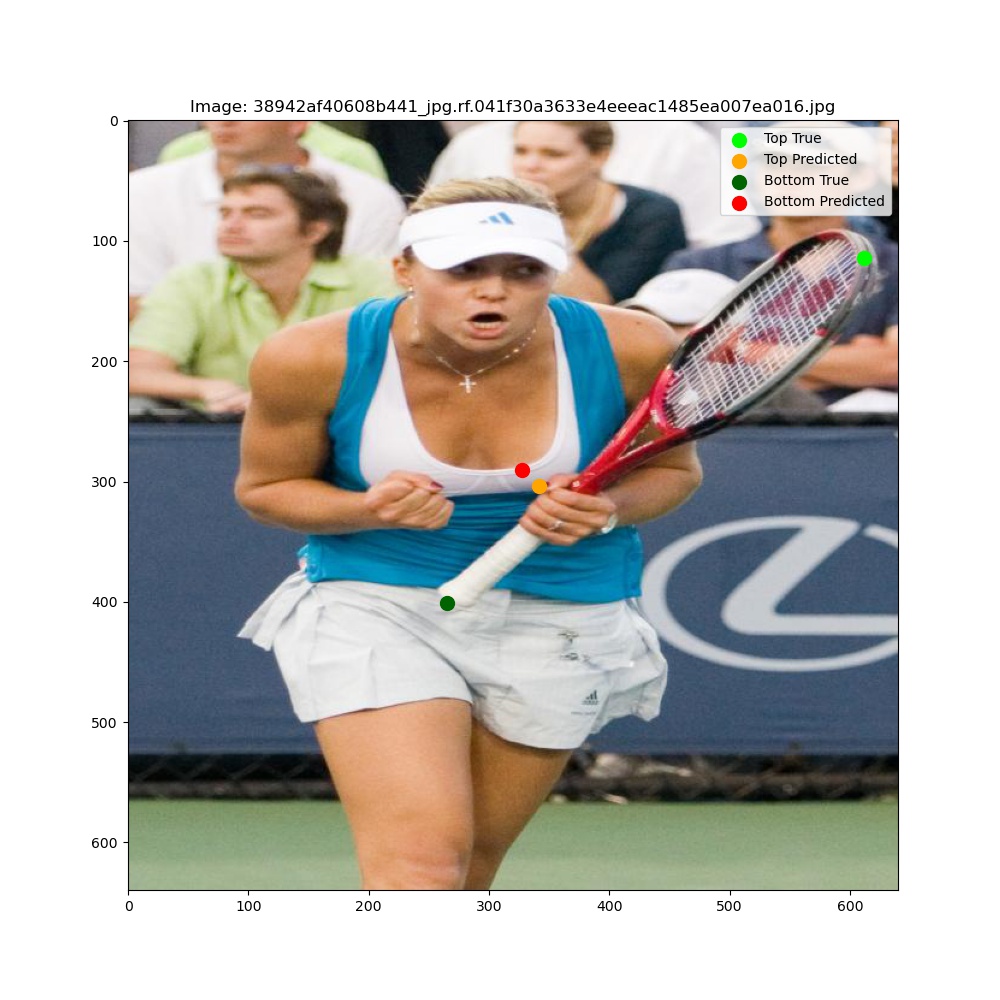 Image: 38942af40608b441_jpg.rf.041f30a3633e4eeeac1485ea007ea016.jpg
Top True
Top Predicted
Bottom True
Bottom Predicted
0
100
200
300
400
500
600
0 100 200 300 400 500 600